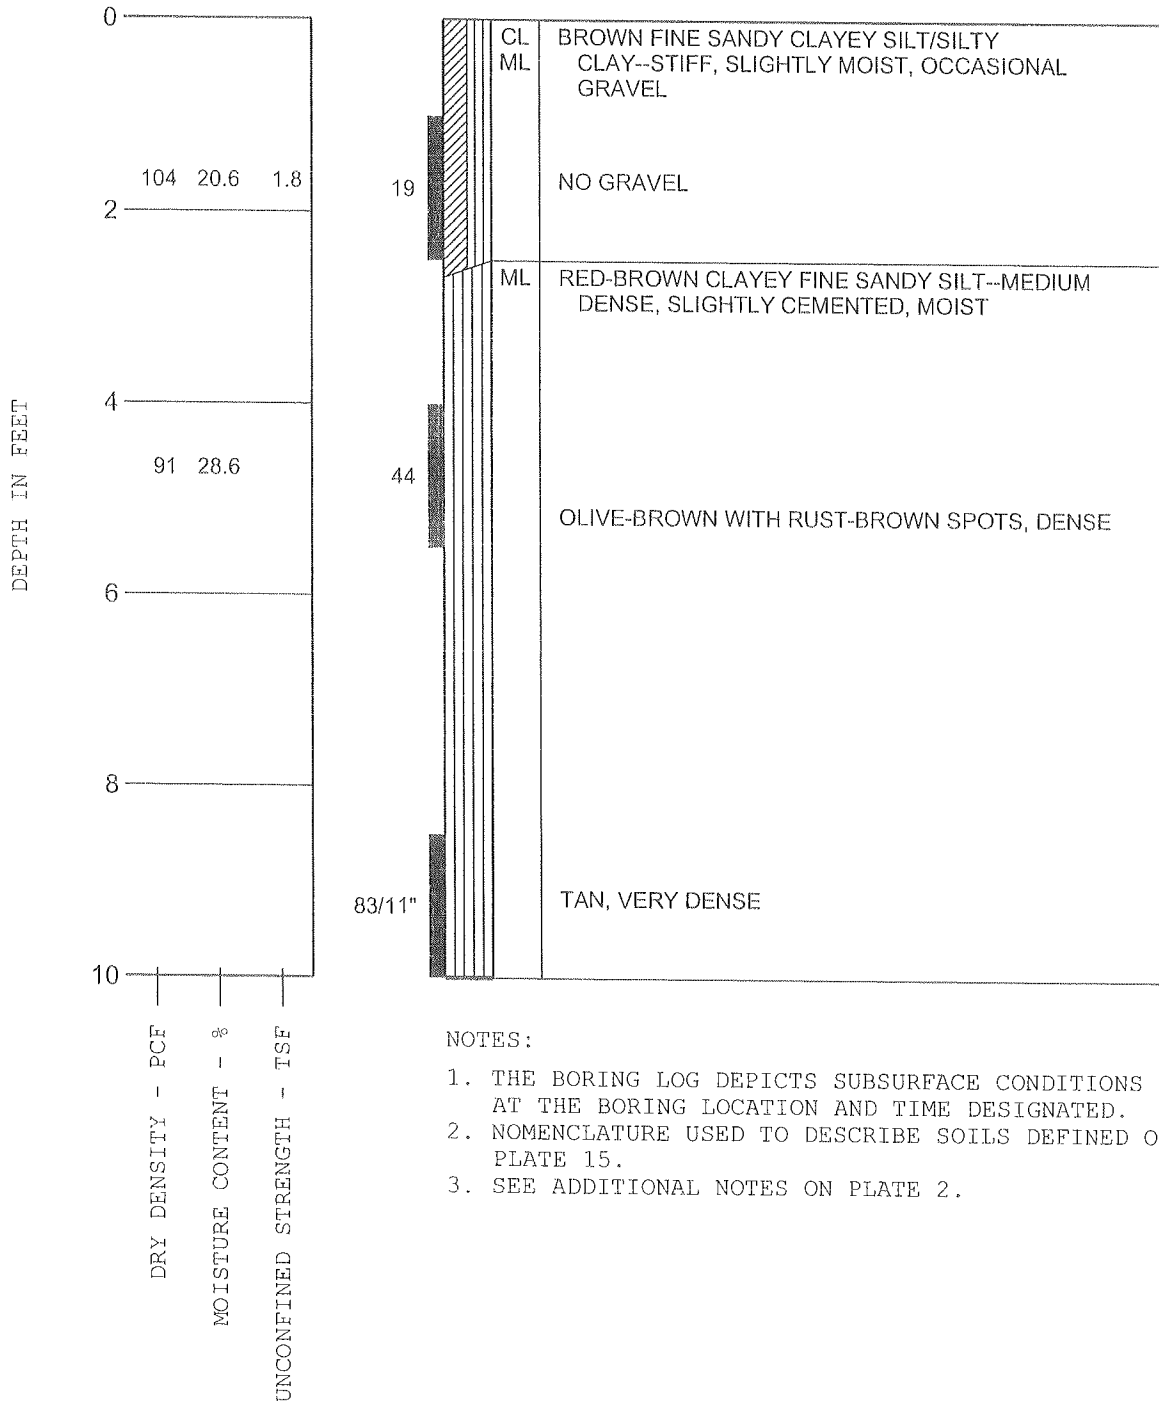 0
CL BROWN FINE SANDY CLAYEY SILT/SILTY
ML CLAY--STIFF, SLIGHTLY MOIST, OCCASIONAL
GRAVEL
104 20.6 1.8 19 NO GRAVEL
2
ML RED-BROWN CLAYEY FINE SANDY SILT--MEDIUM
DENSE, SLIGHTLY CEMENTED, MOIST
4
DEPTH IN FEET
91 28.6 44
OLIVE-BROWN WITH RUST-BROWN SPOTS, DENSE
6
8
83/11" TAN, VERY DENSE
10
DRY DENSITY - PCF
MOISTURE CONTENT - %
UNCONFINED STRENGTH - TSF
NOTES:
1. THE BORING LOG DEPICTS SUBSURFACE CONDITIONS
AT THE BORING LOCATION AND TIME DESIGNATED.
2. NOMENCLATURE USED TO DESCRIBE SOILS DEFINED O
PLATE 15.
3. SEE ADDITIONAL NOTES ON PLATE 2.